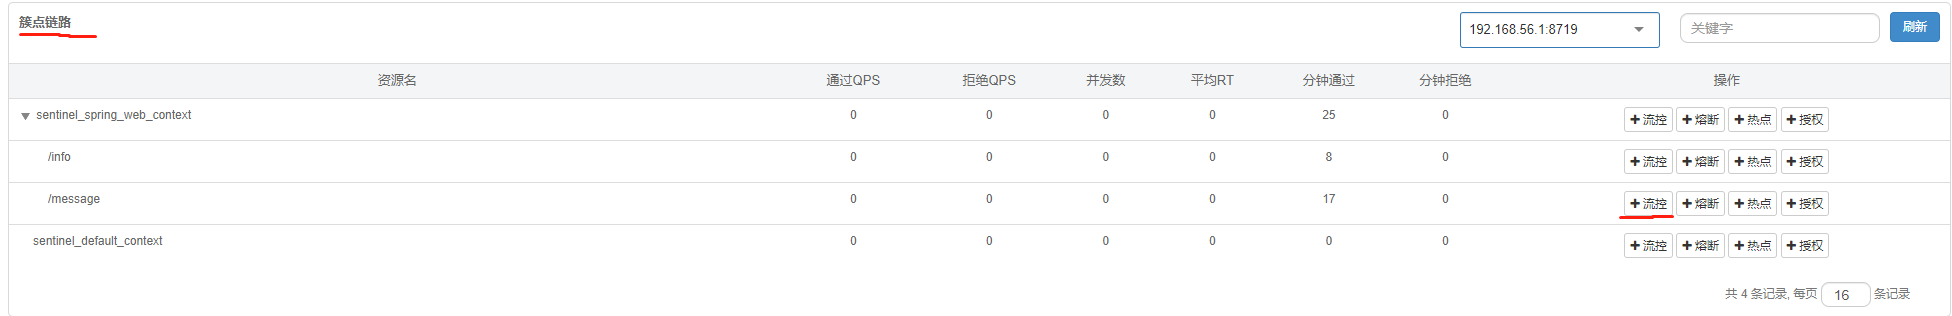 簇点链路
192.168.56.1:8719 关键字 刷新
资源名 通过QPS 拒绝QPS 并发数 平均RT 分钟通过 分钟拒绝 操作
sentinel_spring_web_context 0 0 0 0 25 0 流控 熔断 热点 授权
/info 0 0 0 0 8 0 流控 熔断 热点 授权
/message 0 0 0 0 17 0 流控 熔断 热点 授权
sentinel_default_context 0 0 0 0 0 0 流控 熔断 热点 授权
共 4 条记录, 每页 16 条记录